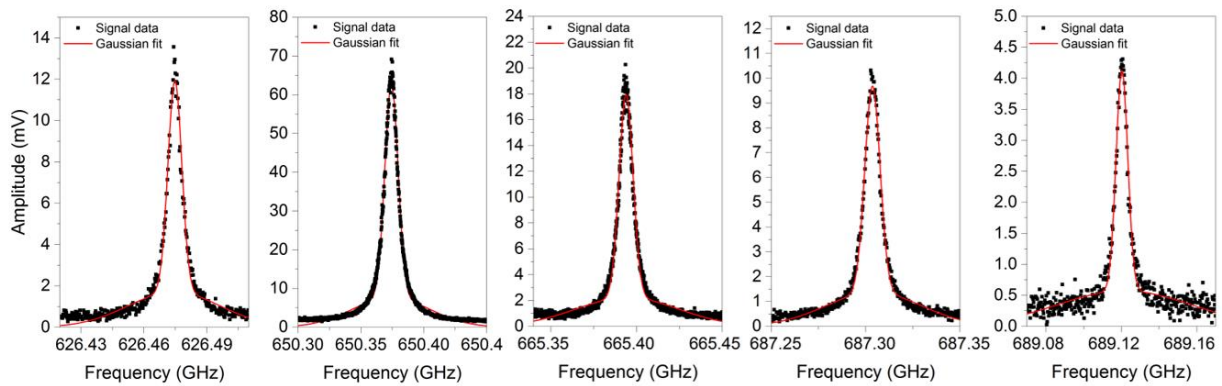 Amplitude (mV)
14
12
10
8
6
4
2
0
Signal data
Gaussian fit
626.43 626.46 626.49
Frequency (GHz)
80
70
60
50
40
30
20
10
0
Signal data
Gaussian fit
650.30 650.35 650.40 650.4
Frequency (GHz)
24
22
20
18
16
14
12
10
8
6
4
2
0
Signal data
Gaussian fit
665.35 665.40 665.45
Frequency (GHz)
12
11
10
9
8
7
6
5
4
3
2
1
0
Signal data
Gaussian fit
687.25 687.30 687.35
Frequency (GHz)
5.0
4.5
4.0
3.5
3.0
2.5
2.0
1.5
1.0
0.5
0.0
Signal data
Gaussian fit
689.08 689.12 689.16
Frequency (GHz)